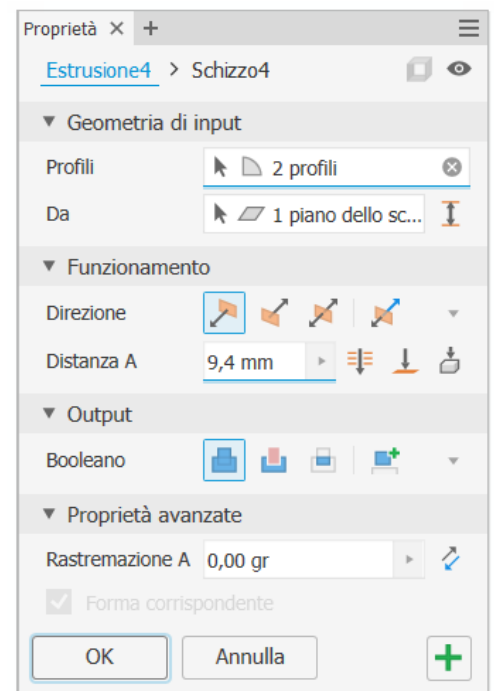 Proprietà × +
Estrusione4 > Schizzo4
Geometria di input
Profili 2 profili
Da 1 piano dello sc...
Funzionamento
Direzione
Distanza A 9,4 mm
Output
Booleano
Proprietà avanzate
Rastremazione A 0,00 gr
Forma corrispondente
OK Annulla